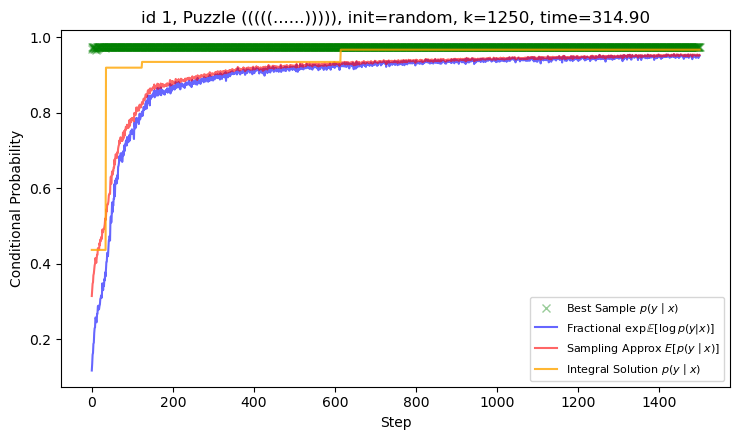 id 1, Puzzle (((((......))))), init=random, k=1250, time=314.90
Conditional Probability
1.0
0.8
0.6
0.4
0.2
Best Sample p(y | x)
Fractional exp 𝔼[log p(y|x)]
Sampling Approx E[p(y | x)]
Integral Solution p(y | x)
0 200 400 600 800 1000 1200 1400
Step